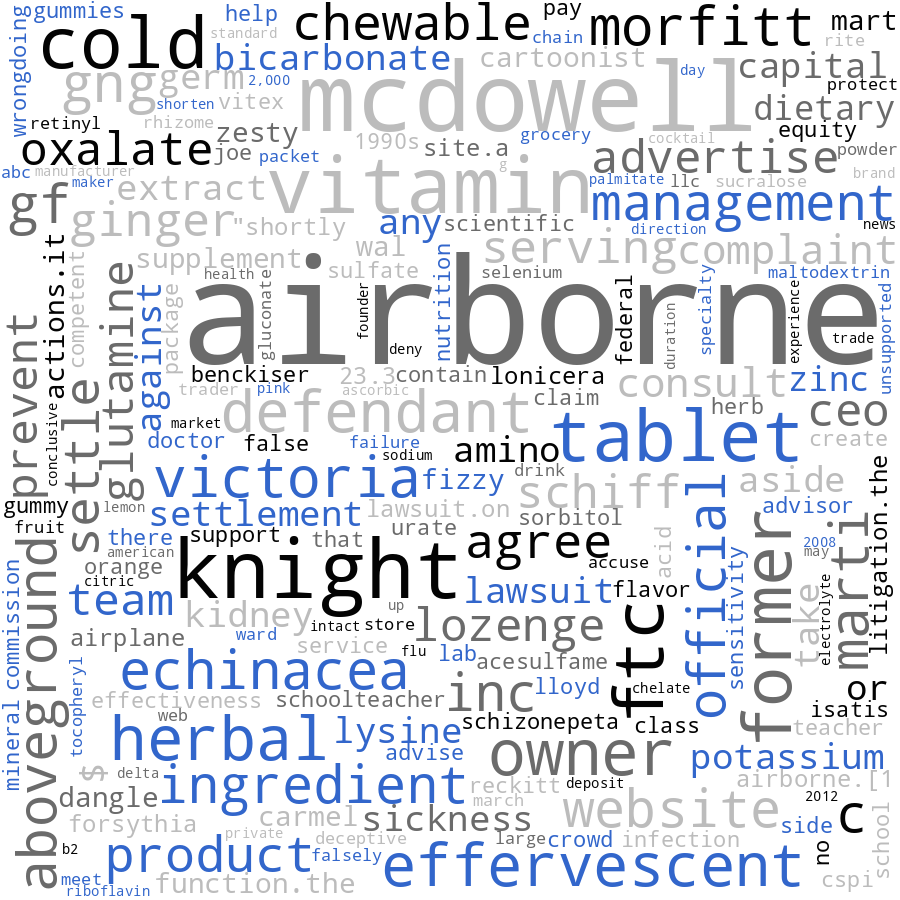 gummies
help
cold
standard
chewable
pay
morfitt
mart
wrongdoing
chain
rite
bicarbonate
cartoonist
gng
germ
2,000
mcdowell
day
capital
protect
shorten
vitex
dietary
retinyl
rhizome
zesty
1990s
grocery
cocktail
equity
oxalate
joe
packet
site.a
g
advertise
powder
abc
manufacturer
maker
extract
vitamin
palmitate
llc
sucralose
brand
gf
ginger
"
shortly
any
scientific
management
direction
news
supplement
wal
serving
complaint
actions.it
competent
health
sulfate
nutrition
selenium
maltodextrin
airborne
gluconate
founder
federal
duration
specialty
experience
unsupported
package
deny
trade
prevent
settle
glutamine
against
benckiser
23.3
contain
lonicera
consult
zinc
trader
pink
ascorbic
claim
herb
ceo
conclusive
market
defendant
tablet
create
doctor
false
failure
sodium
amino
drink
victoria
fizzy
schiff
aside
gummy
lemon
settlement
lawsuit.on
sorbitol
advisor
litigation.the
fruit
there
support
that
urate
agree
acid
official
former
2008
may
marti
american
orange
citric
knight
accuse
sensitivity
aboveground
team
up
lawsuit
flavor
take
electrolyte
mineral commission
kidney
intact
store
lozenge
ftc
airplane
ward
service
flu
lab
acesulfame
tocopheryl
echinacea
inc
lloyd
chelate
or
effectiveness
schoolteacher
isatis
web
schizonepeta
class
teacher
herbal
lysine
advise
owner
potassium
$
delta
ingredient
reckitt
deposit
airborne.[1
dangle
march
2012
forsythia
carmel
sickness
website
side
c
private
deceptive
large
crowd
infection
no
school
b2
product
falsely
effervescent
meet
cspi
riboflavin
function.the